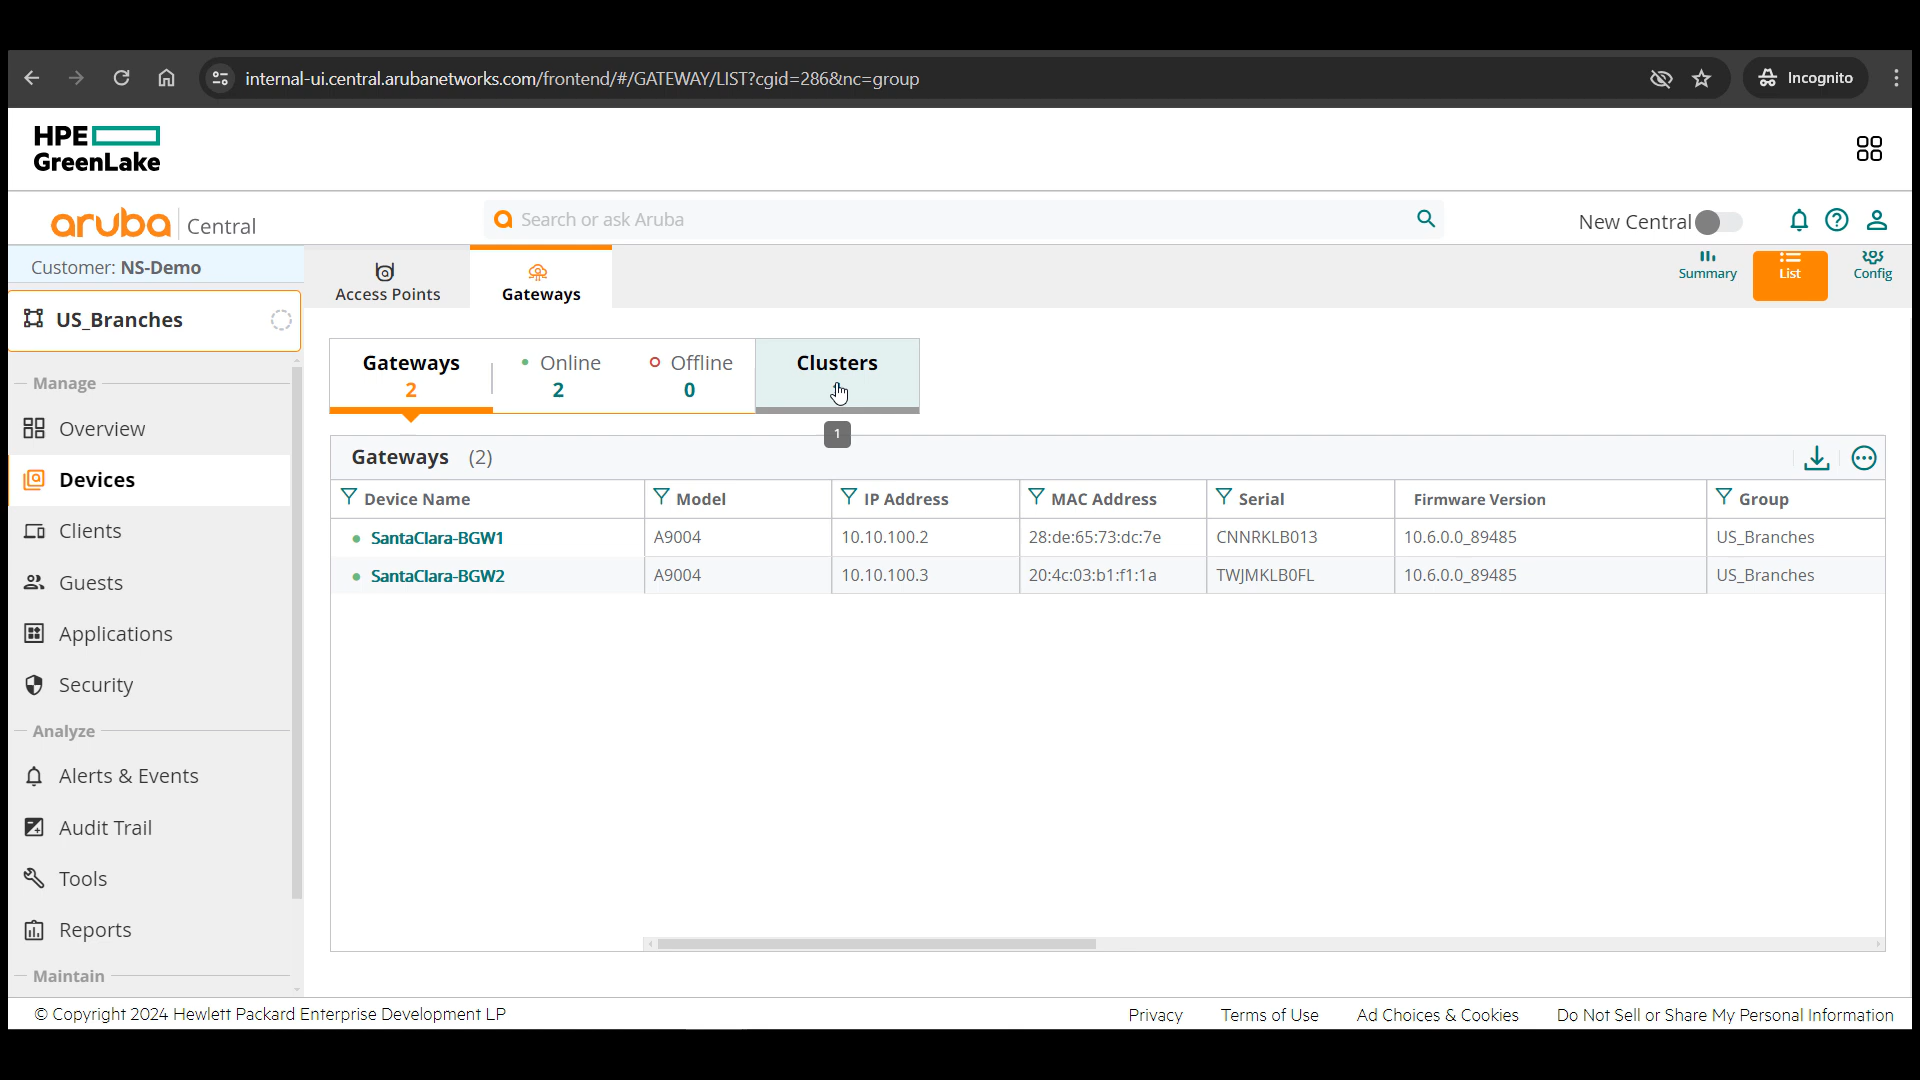 internal-ui.central.arubanetworks.com/frontend/#/GATEWAY/LIST?cgid=286&nc=group
Incognito
HPE
GreenLake
aruba Central
Search or ask Aruba
New Central
Customer: NS-Demo
Access Points
Gateways
Summary
List
Config
US_Branches
Gateways
2
Online
2
Offline
0
Clusters
1
Manage
Overview
Devices
Clients
Guests
Applications
Security
Analyze
Alerts & Events
Audit Trail
Tools
Reports
Maintain
Gateways (2)
Device Name Model IP Address MAC Address Serial Firmware Version Group
SantaClara-BGW1 A9004 10.10.100.2 28:de:65:73:dc:7e CNNRKLB013 10.6.0.0_89485 US_Branches
SantaClara-BGW2 A9004 10.10.100.3 20:4c:03:b1:f1:1a TWJMKLB0FL 10.6.0.0_89485 US_Branches
© Copyright 2024 Hewlett Packard Enterprise Development LP
Privacy Terms of Use Ad Choices & Cookies Do Not Sell or Share My Personal Information